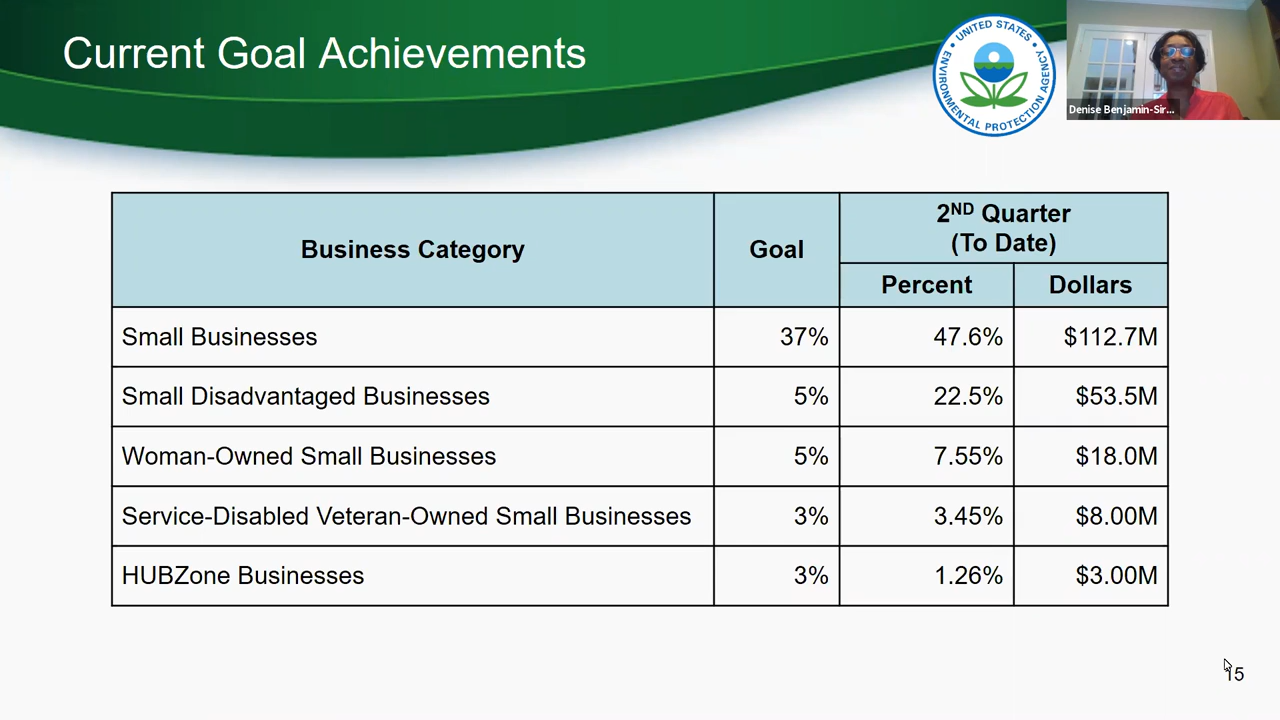 Current Goal Achievements
UNITED STATES
ENVIRONMENTAL PROTECTION AGENCY
Denise Benjamin-Sir...
Business Category
Goal
2ND Quarter
(To Date)
Percent
Dollars
Small Businesses 37% 47.6% $112.7M
Small Disadvantaged Businesses 5% 22.5% $53.5M
Woman-Owned Small Businesses 5% 7.55% $18.0M
Service-Disabled Veteran-Owned Small Businesses 3% 3.45% $8.00M
HUBZone Businesses 3% 1.26% $3.00M
15